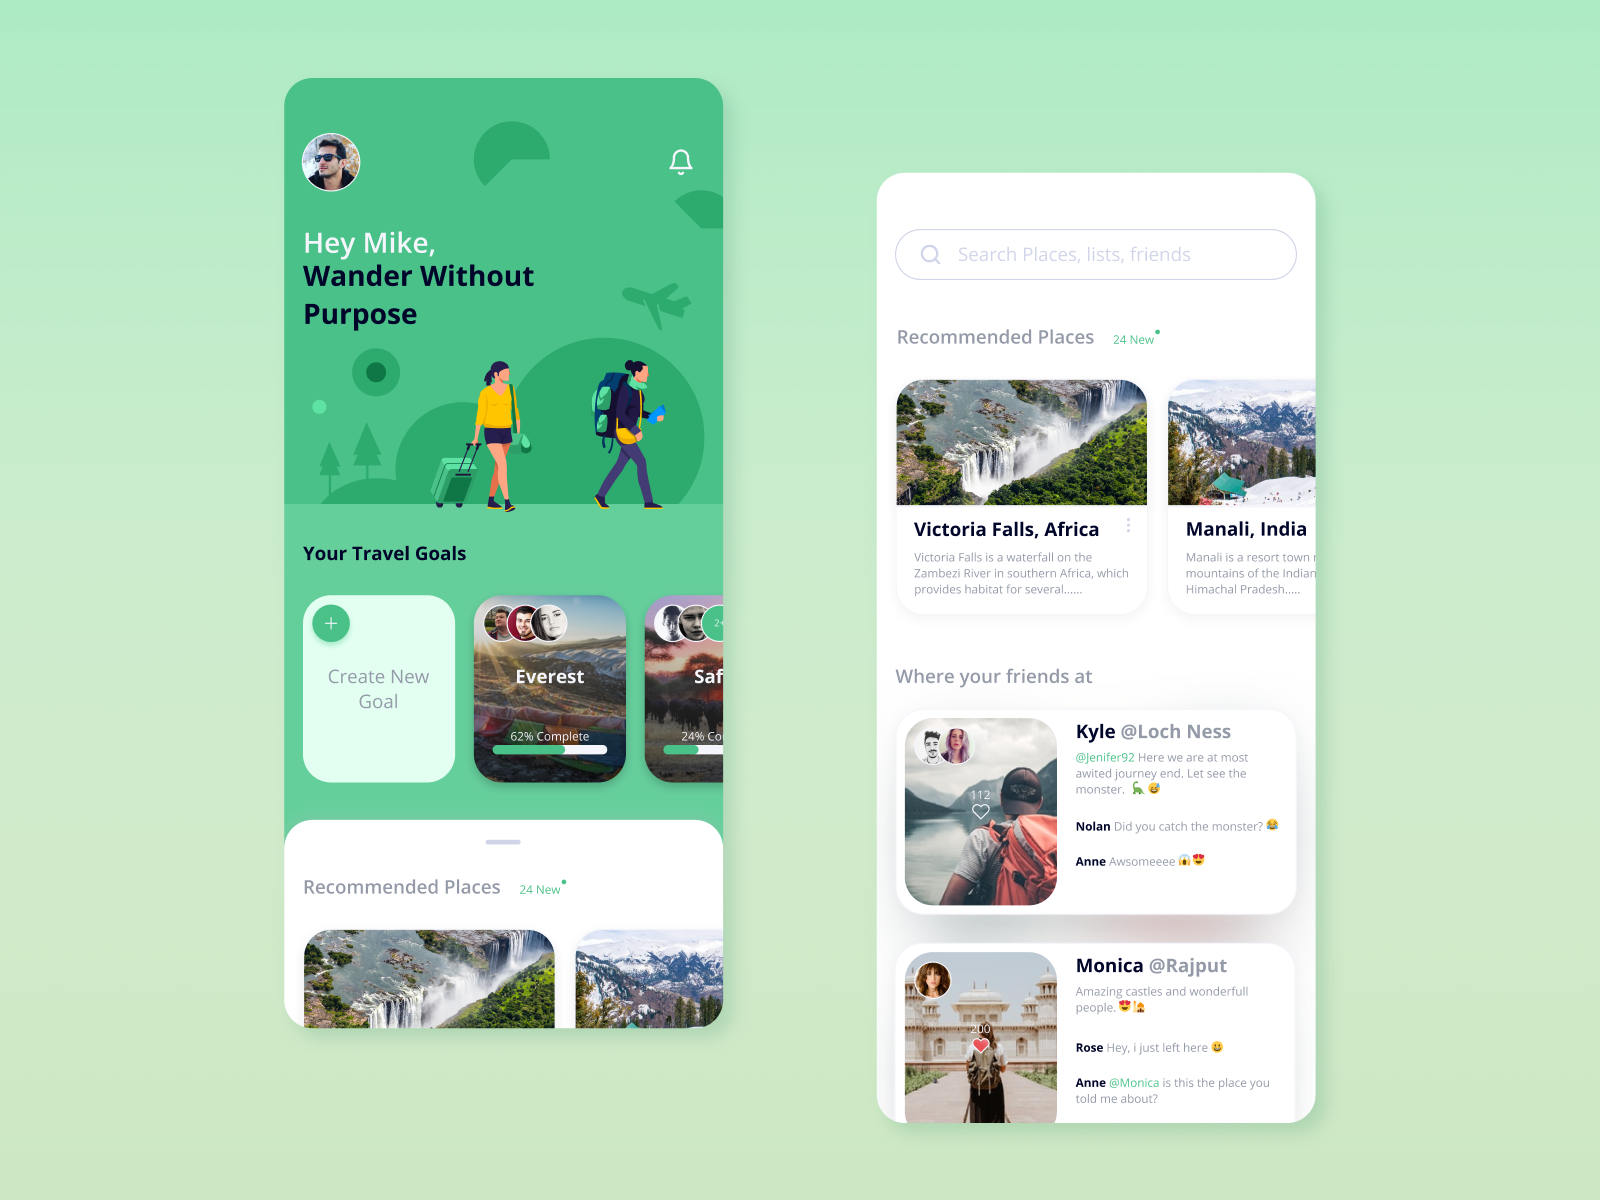 Hey Mike,
Wander Without
Purpose
Your Travel Goals
Create New
Goal
Everest
62% Complete
2+
Saf
24% Co
Recommended Places
24 New
Search Places, lists, friends
Recommended Places
24 New
Victoria Falls, Africa
Victoria Falls is a waterfall on the
Zambezi River in southern Africa, which
provides habitat for several......
Manali, India
Manali is a resort town
mountains of the Indian
Himachal Pradesh.....
Where your friends at
112
Kyle @Loch Ness
@Jenifer92 Here we are at most
awited journey end. Let see the
monster. 🦕 😅
Nolan Did you catch the monster? 😂
Anne Awsomeeee 😱😍
200
Monica @Rajput
Amazing castles and wonderfull
people. 😍
Rose Hey, i just left here 😃
Anne @Monica is this the place you
told me about?